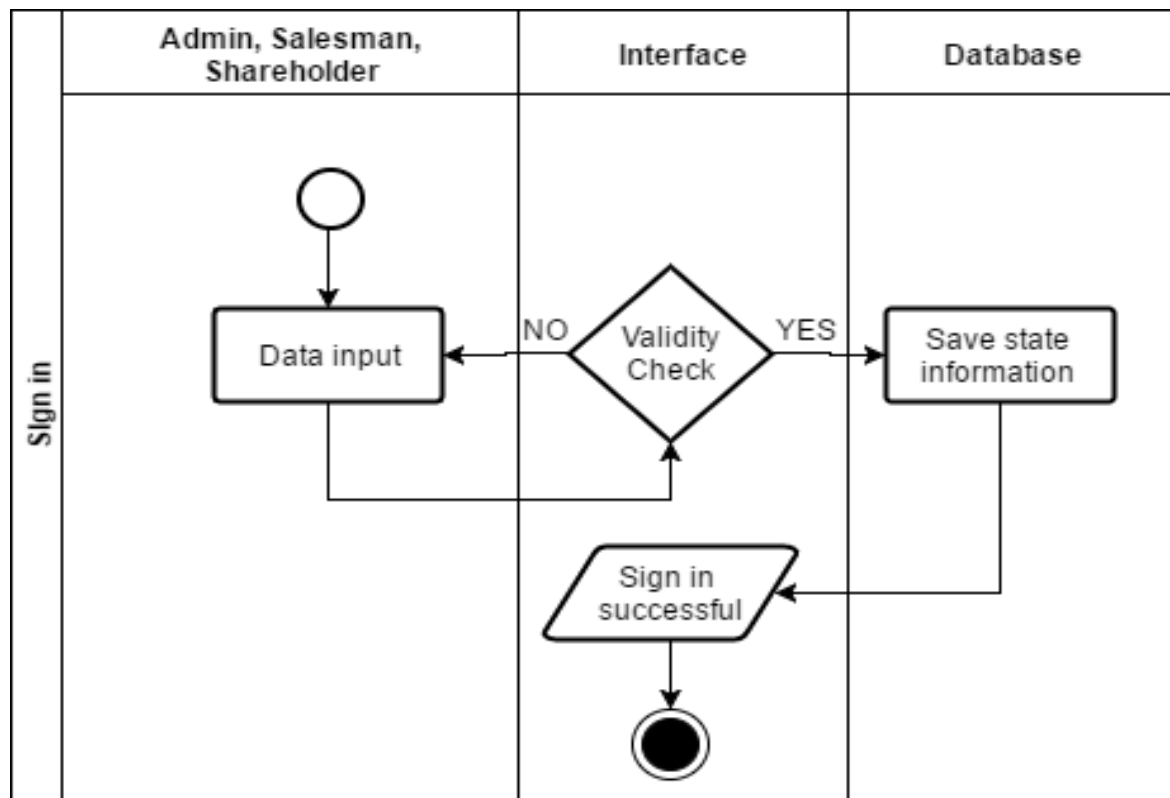 Admin, Salesman,
Shareholder
Interface
Database
SIgn in
Data input
NO
Validity
Check
YES
Save state
information
Sign in
successful